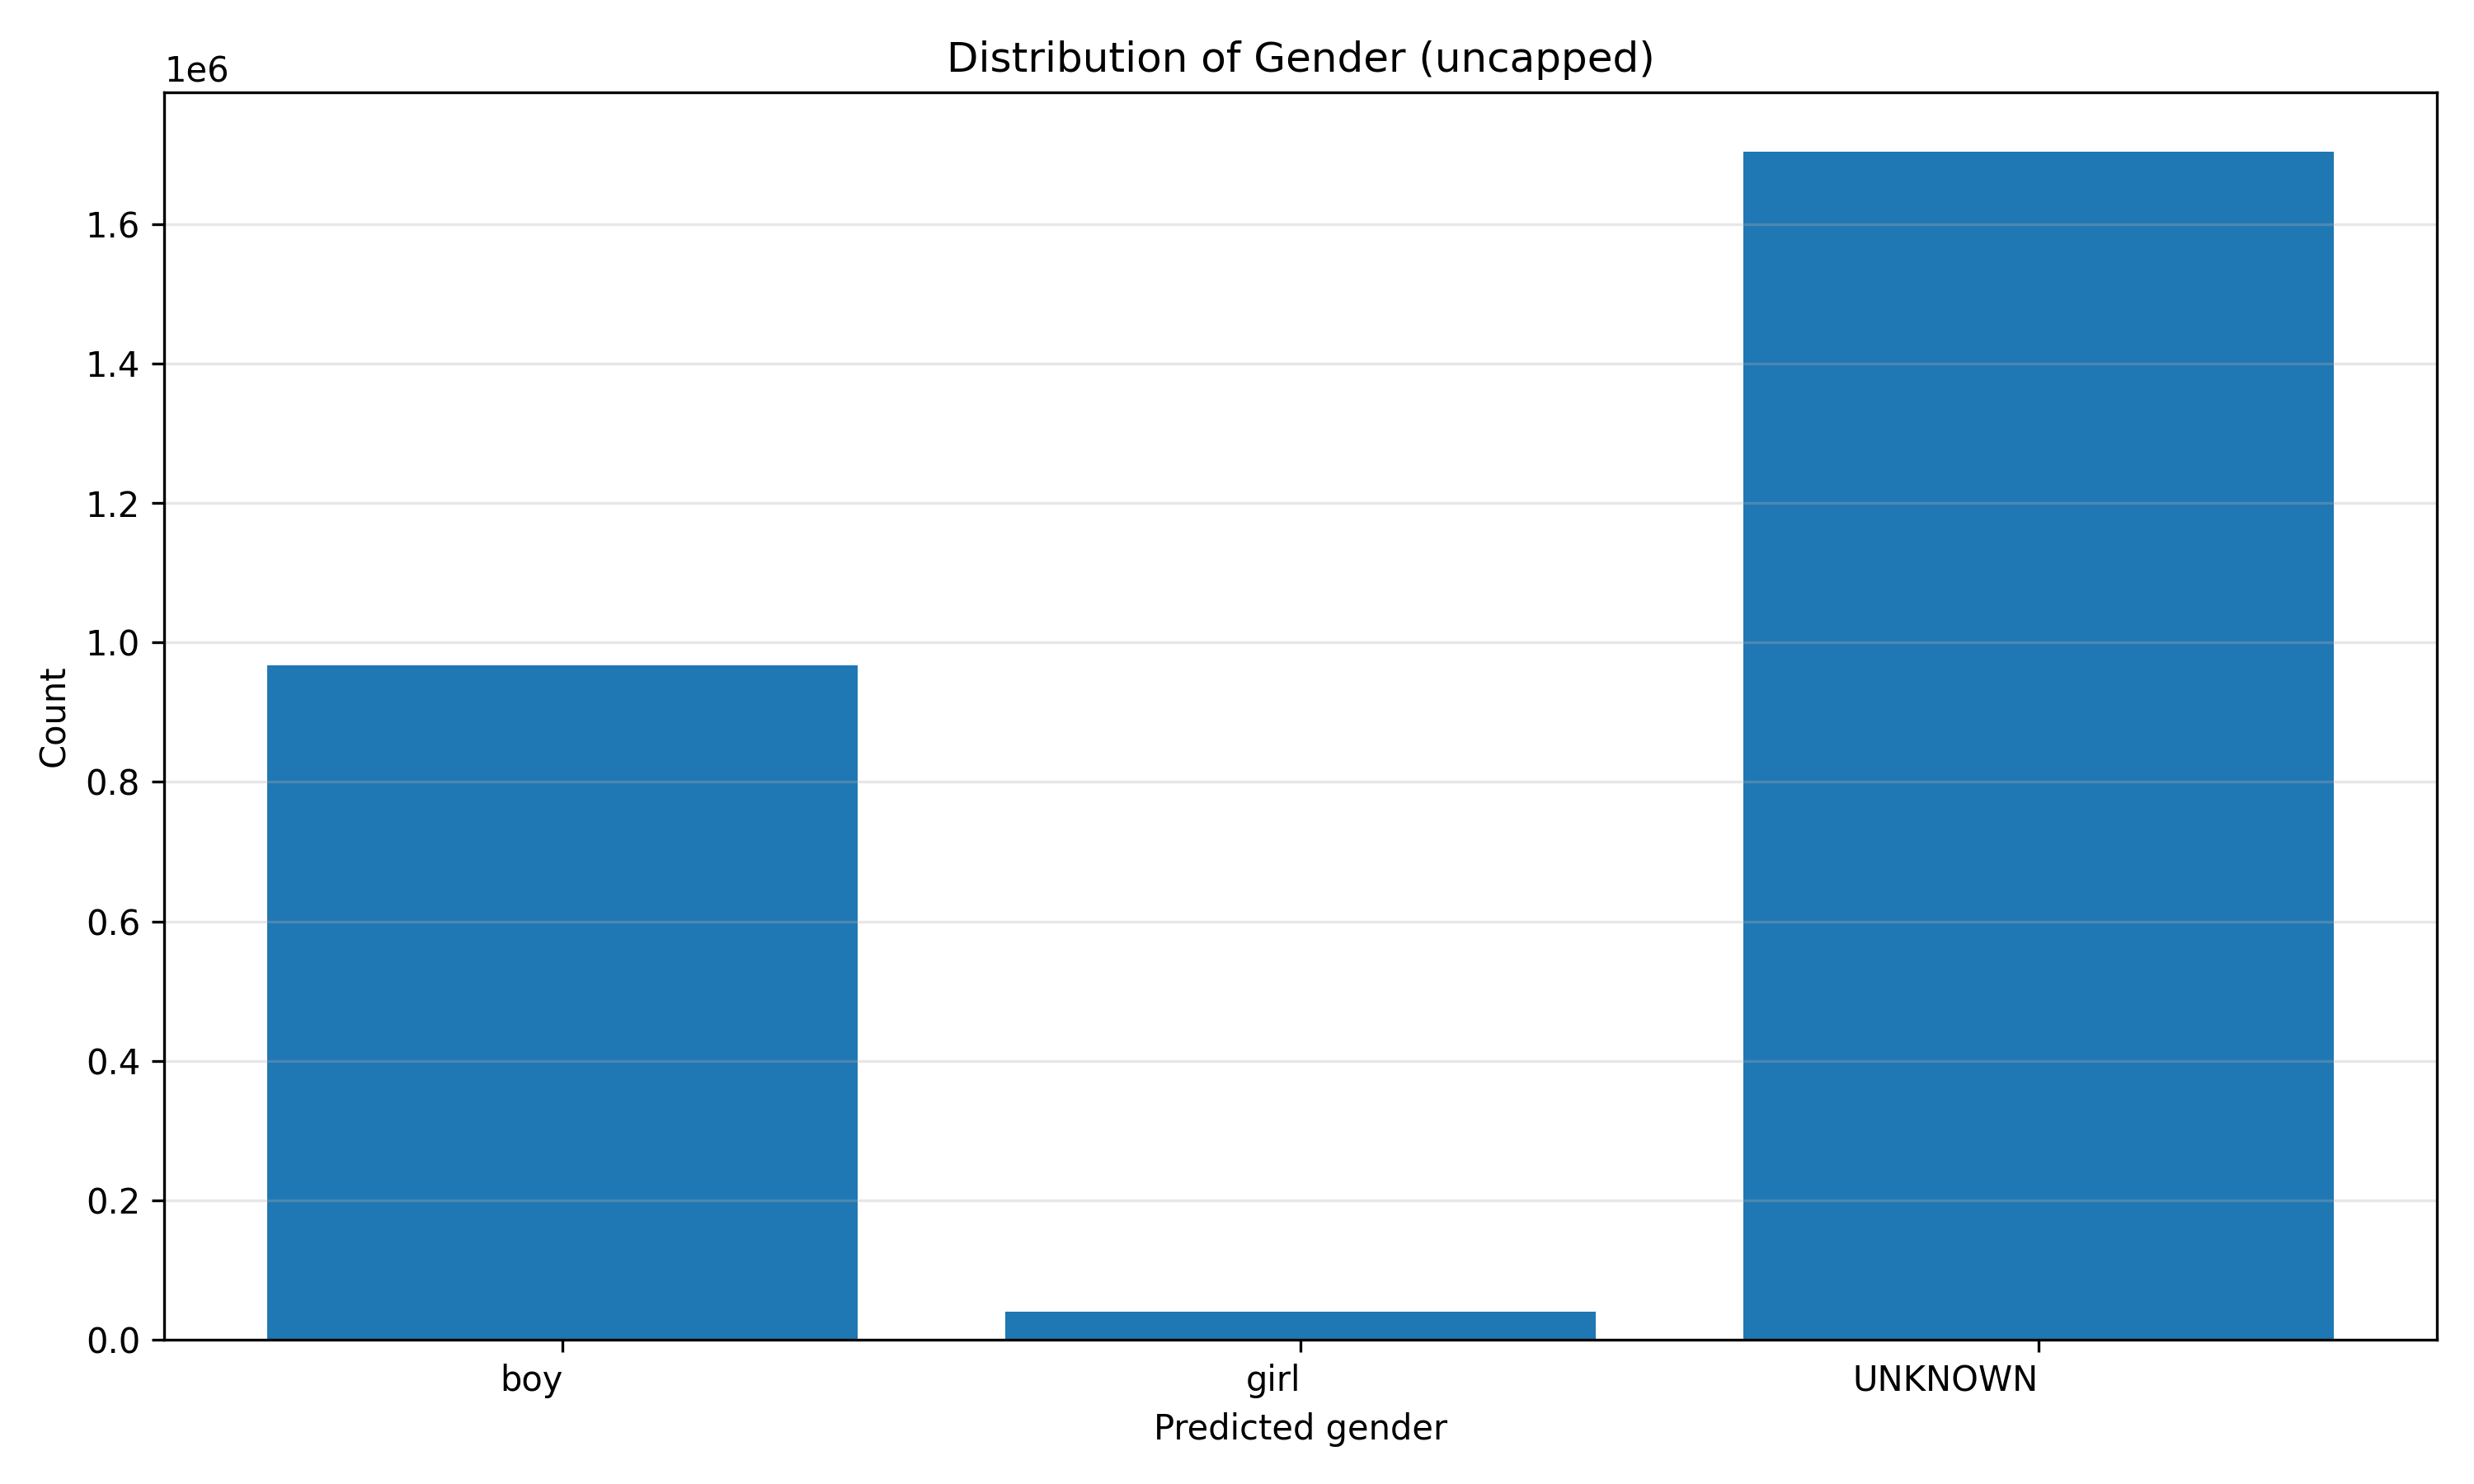 Distribution of Gender (uncapped)
1e6
1.6
1.4
1.2
1.0
0.8
0.6
0.4
0.2
0.0
Count
boy
girl
UNKNOWN
Predicted gender